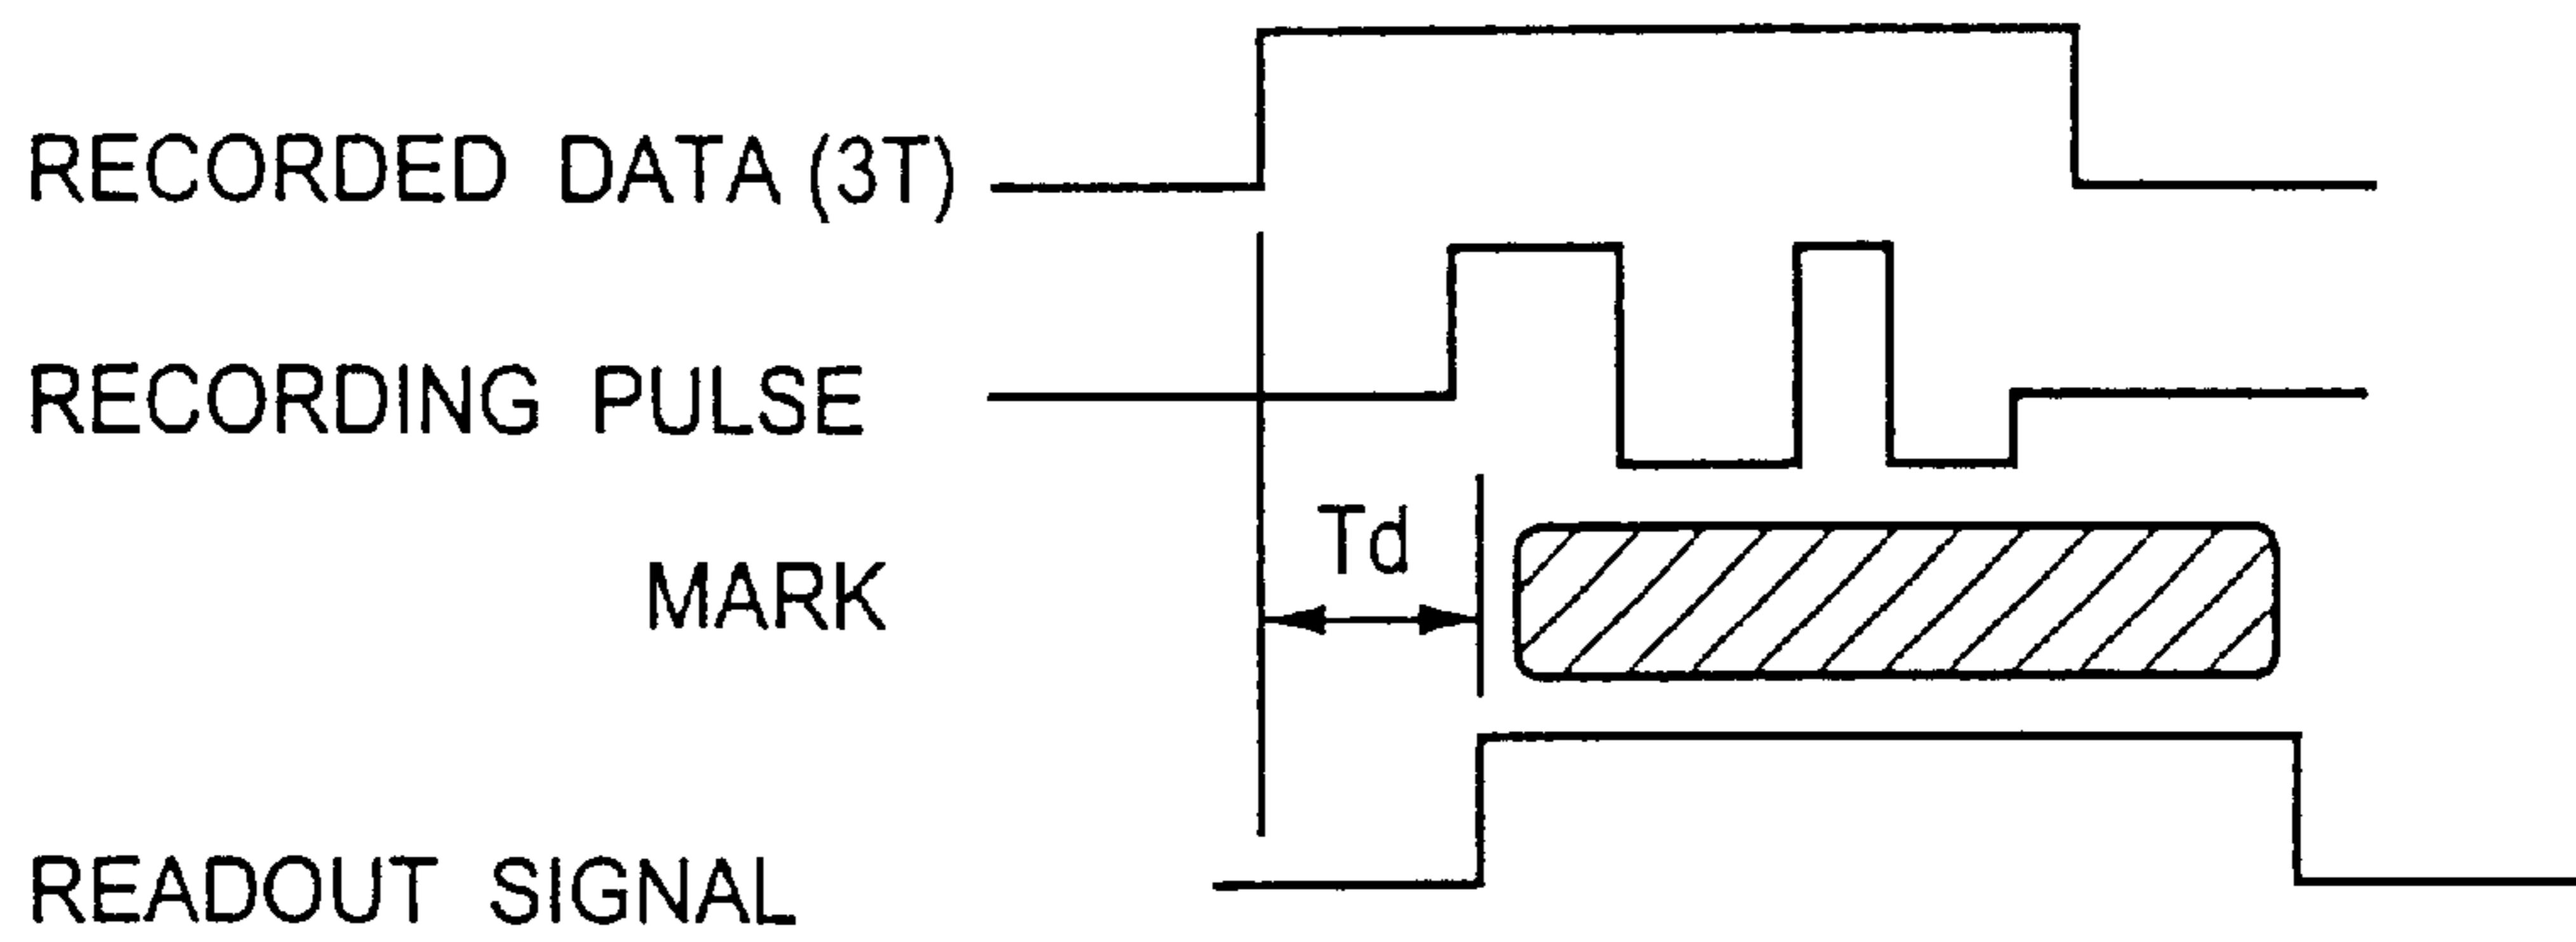 RECORDED DATA (3T)
RECORDING PULSE
Td
MARK
READOUT SIGNAL